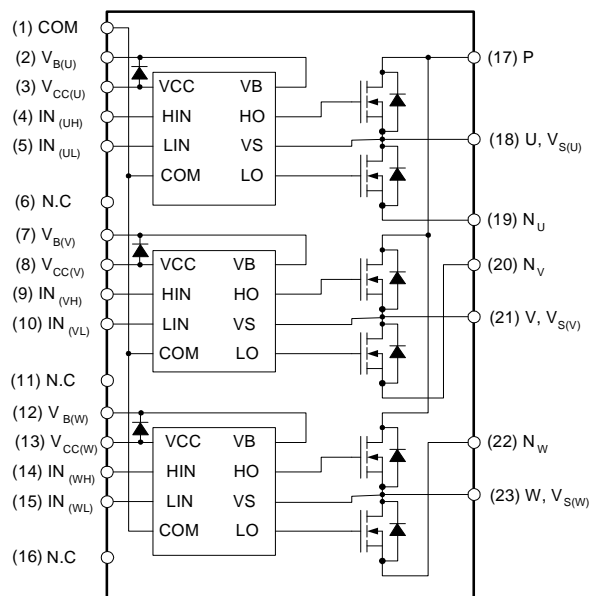 (1) COM
(2) VB(U)
(3) VCC(U)
(4) IN (UH)
(5) IN (UL)
(6) N.C
(7) VB(V)
(8) VCC(V)
(9) IN (VH)
(10) IN (VL)
(11) N.C
(12) VB(W)
(13) VCC(W)
(14) IN (WH)
(15) IN (WL)
(16) N.C
VCC VB
HIN HO
LIN VS
COM LO
VCC VB
HIN HO
LIN VS
COM LO
VCC VB
HIN HO
LIN VS
COM LO
(17) P
(18) U, VS(U)
(19) NU
(20) NV
(21) V, VS(V)
(22) NW
(23) W, VS(W)